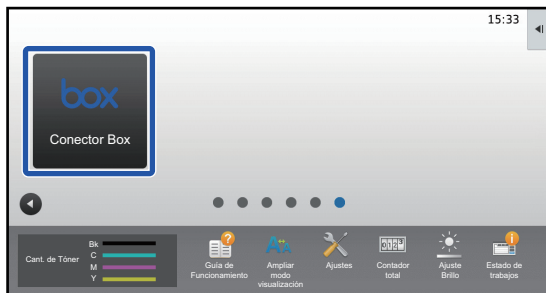 15:33
box
Conector Box
Cant. de Tóner
Bk
C
M
Y
Guía de
Funcionamiento
Ampliar
modo
visualización
Ajustes
Contador
total
Ajuste
Brillo
Estado de
trabajos